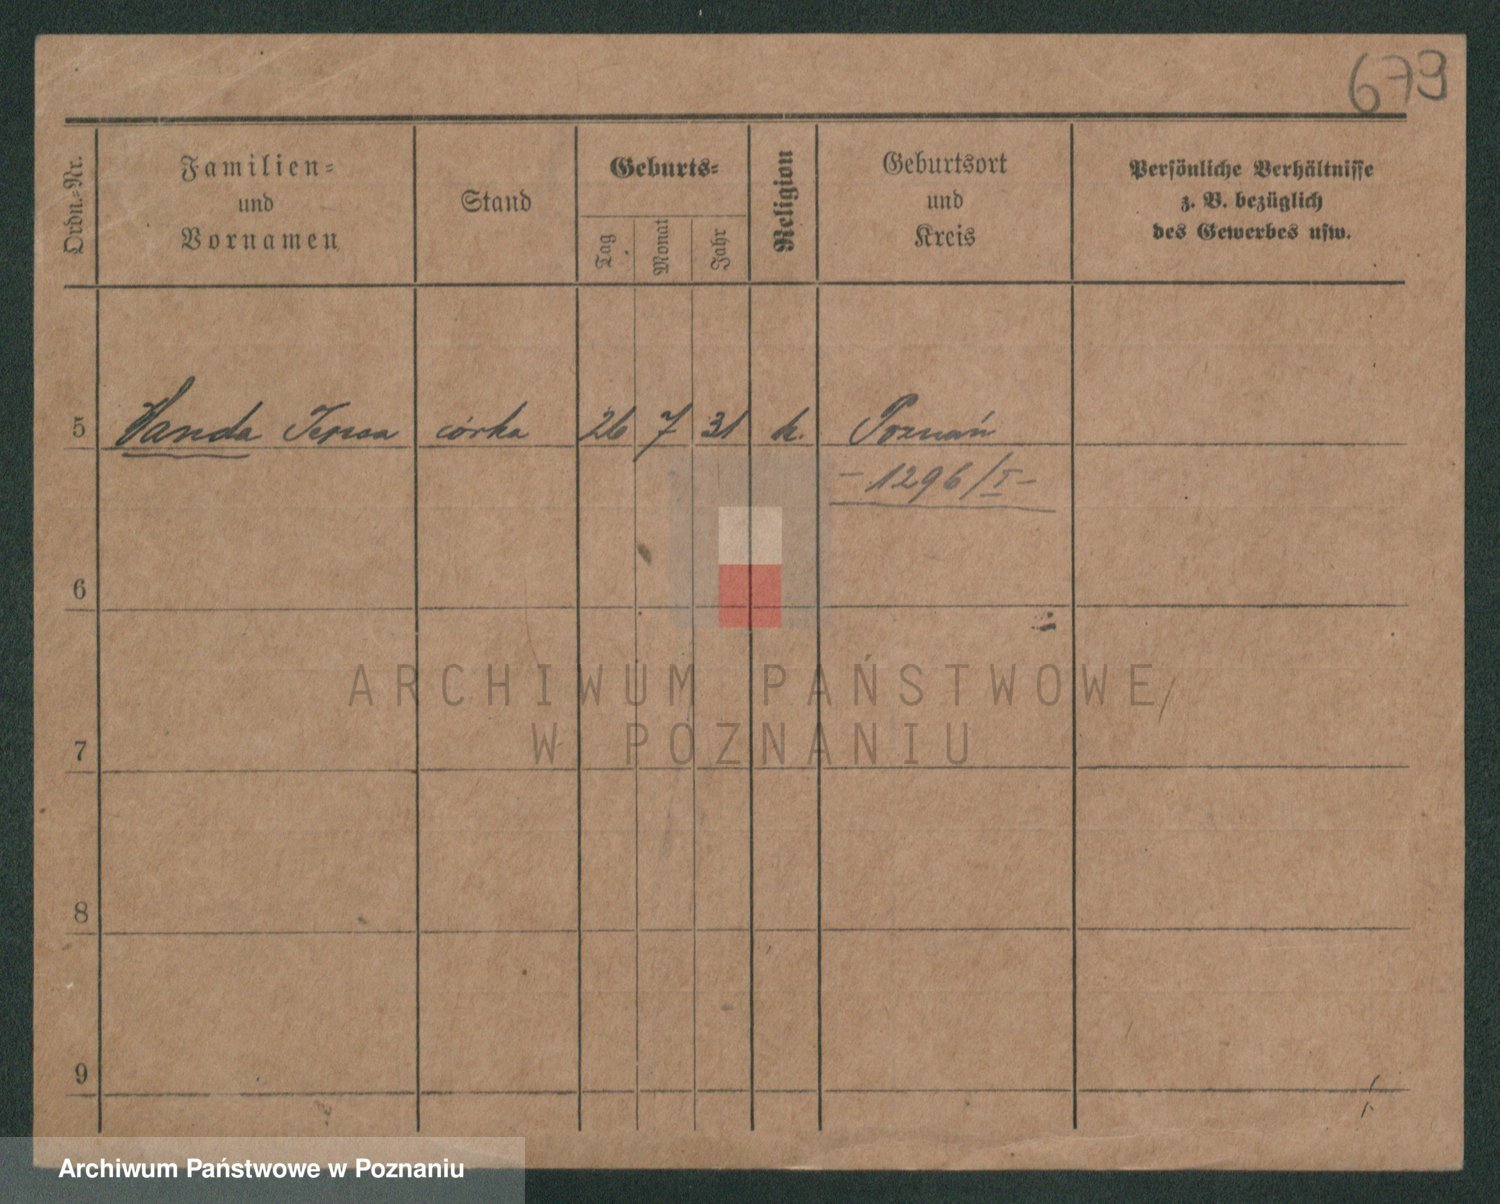 679
Ordn.-Nr.
Familien-
und
Vornamen
Stand
Geburts-
Tag
Monat
Jahr
Religion
Geburtsort
und
Kreis
Persönliche Verhältnisse
z. B. bezüglich
des Gewerbes usw.
5 Wanda Teresa córka 26 7 31 k. Poznań
- 1296/I -
6
7
8
9
ARCHIWUM PAŃSTWOWE
W POZNANIU
Archiwum Państwowe w Poznaniu